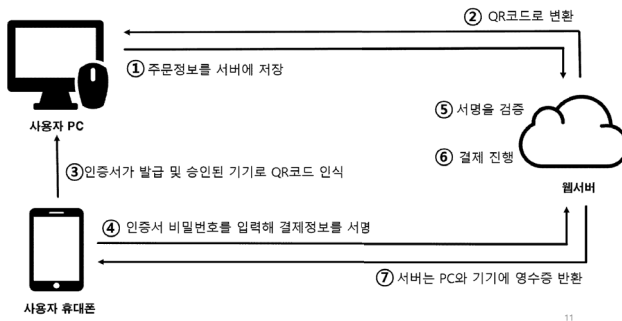 ② QR코드로 변환
① 주문정보를 서버에 저장
사용자 PC
⑤ 서명을 검증
⑥ 결제 진행
웹서버
③인증서가 발급 및 승인된 기기로 QR코드 인식
④ 인증서 비밀번호를 입력해 결제정보를 서명
⑦ 서버는 PC와 기기에 영수증 반환
사용자 휴대폰
11